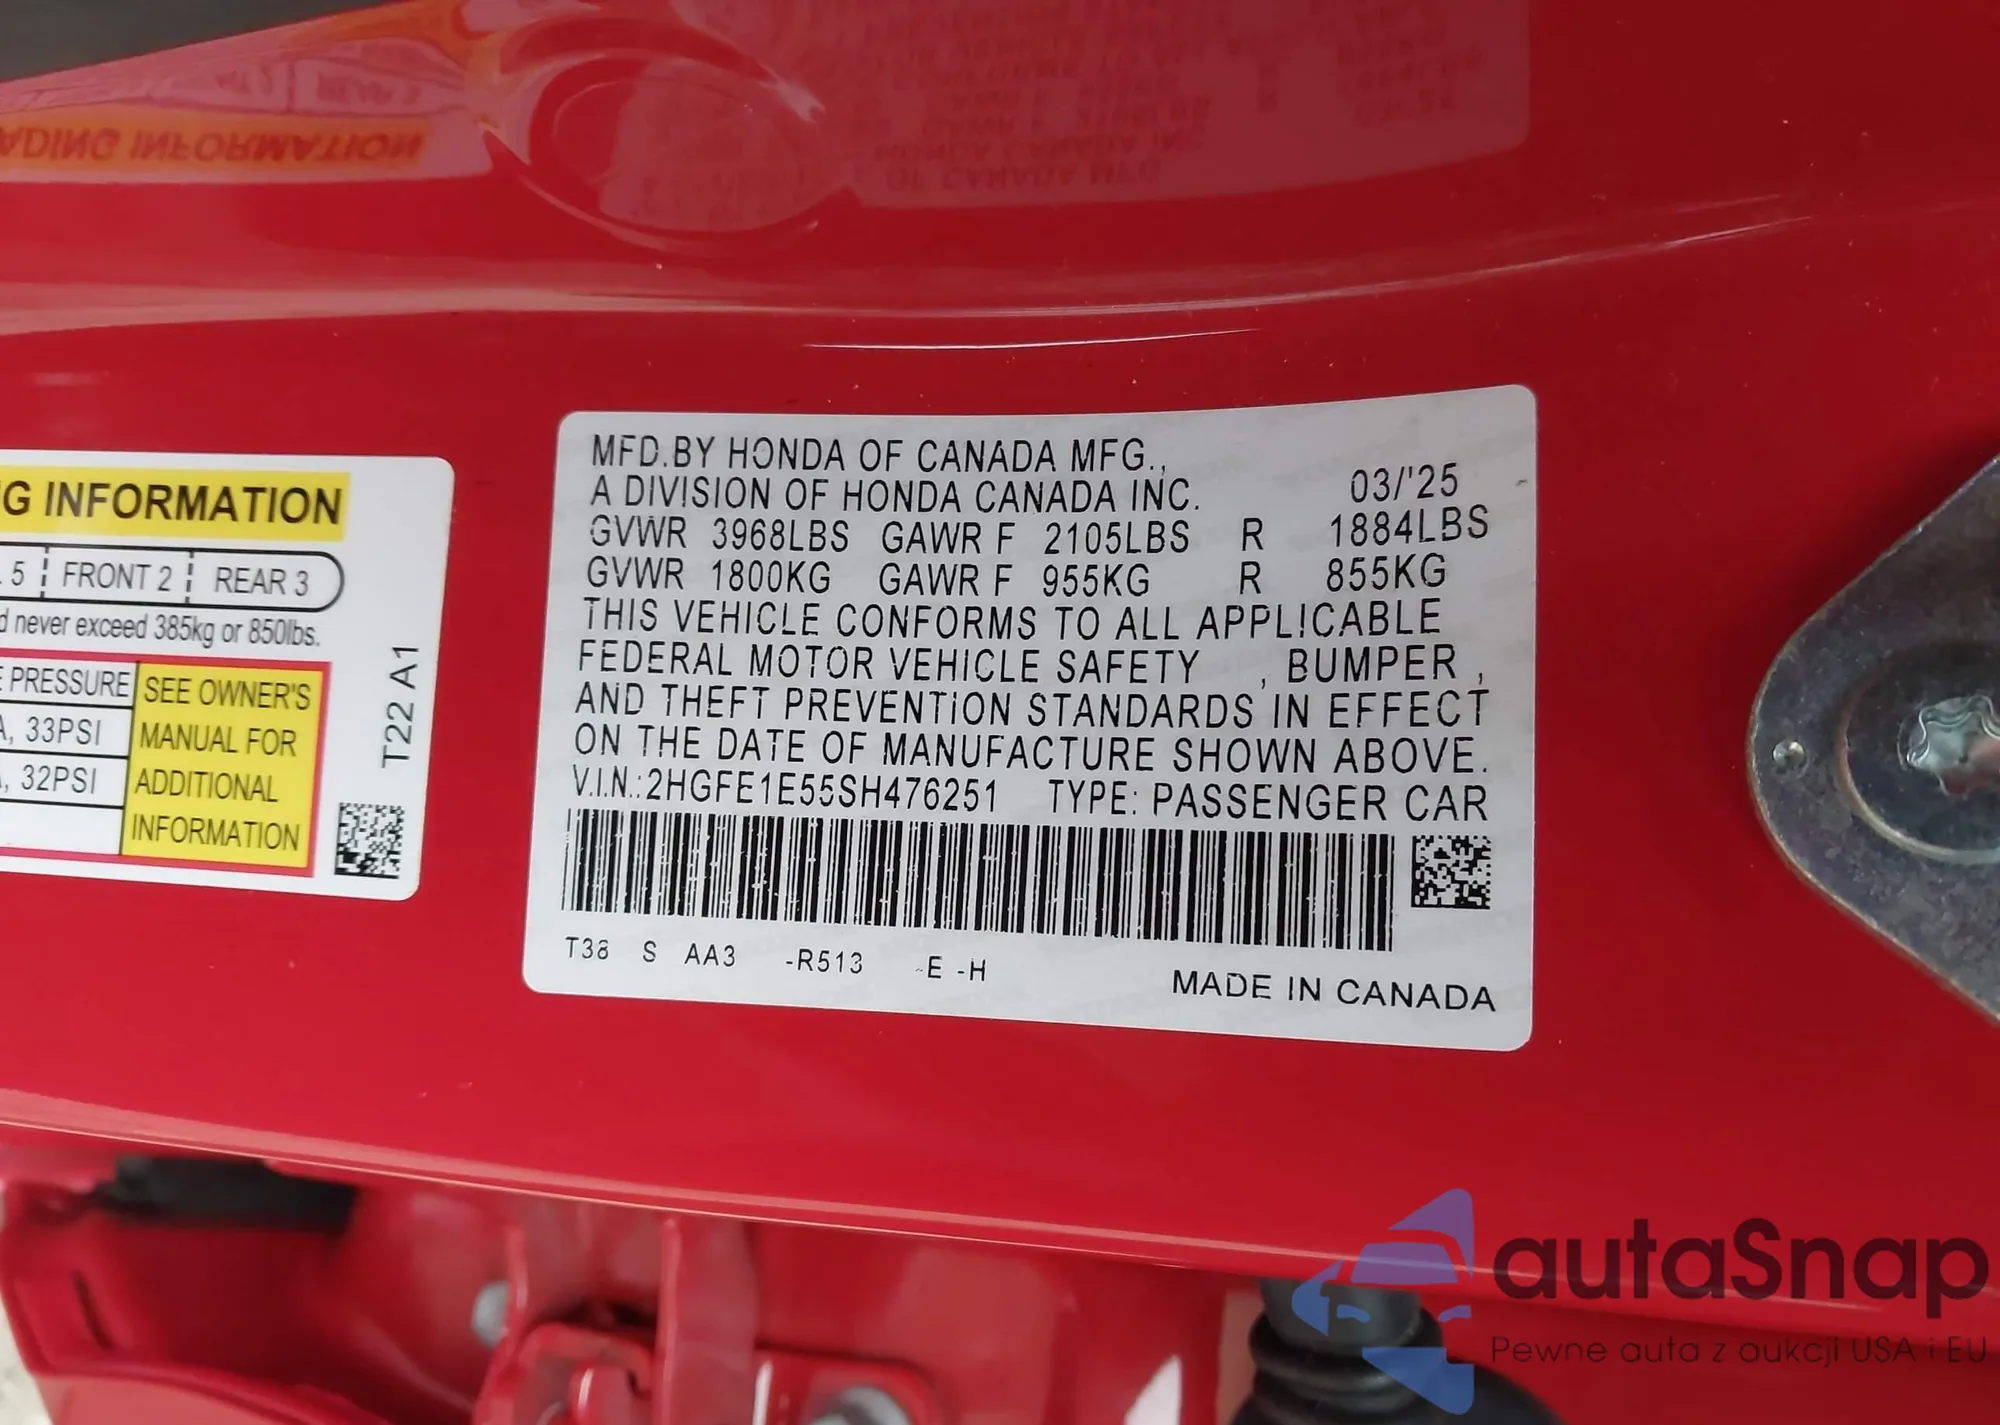 G INFORMATION
5 FRONT 2 REAR 3
never exceed 385kg or 850lbs.
PRESSURE
SEE OWNER'S
MANUAL FOR
ADDITIONAL
INFORMATION
33PSI
32PSI
T22 A1
MFD.BY HONDA OF CANADA MFG.,
A DIVISION OF HONDA CANADA INC. 03/'25
GVWR 3968LBS GAWR F 2105LBS R 1884LBS
GVWR 1800KG GAWR F 955KG R 855KG
THIS VEHICLE CONFORMS TO ALL APPLICABLE
FEDERAL MOTOR VEHICLE SAFETY , BUMPER ,
AND THEFT PREVENTION STANDARDS IN EFFECT
ON THE DATE OF MANUFACTURE SHOWN ABOVE.
V.I.N.:2HGFE1E55SH476251 TYPE: PASSENGER CAR
T38 S AA3 -R513 -E -H
MADE IN CANADA
autaSnap
Pewne auta z aukcji USA i EU